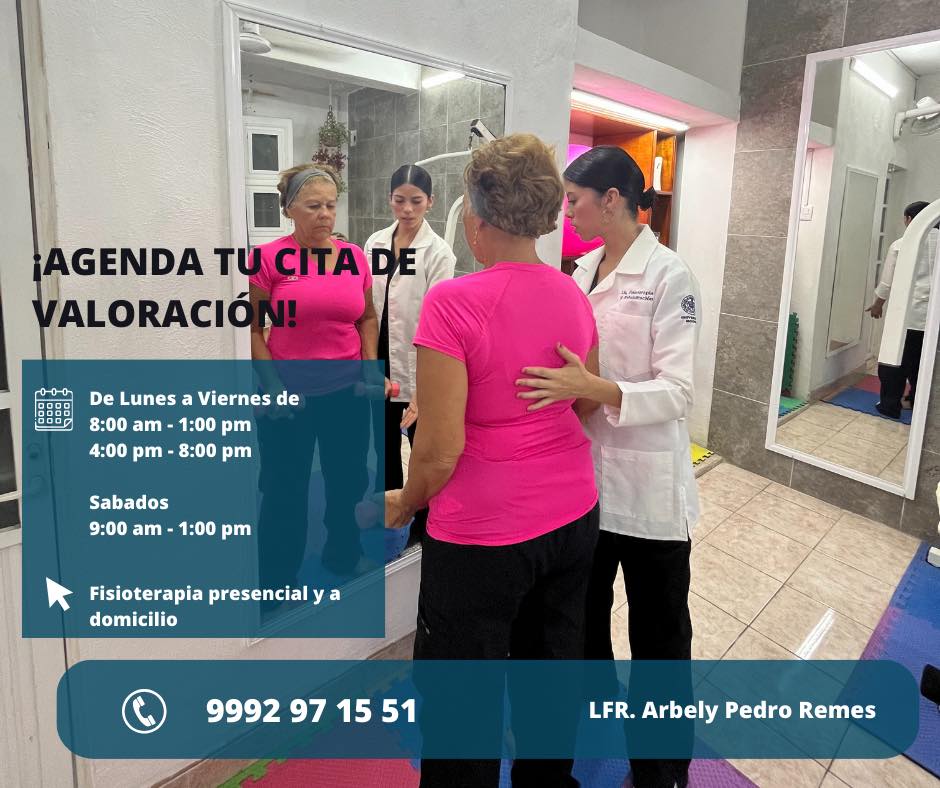 ¡AGENDA TU CITA DE
VALORACIÓN!
De Lunes a Viernes de
8:00 am - 1:00 pm
4:00 pm - 8:00 pm
Sabados
9:00 am - 1:00 pm
Fisioterapia presencial y a
domicilio
9992 97 15 51
LFR. Arbely Pedro Remes